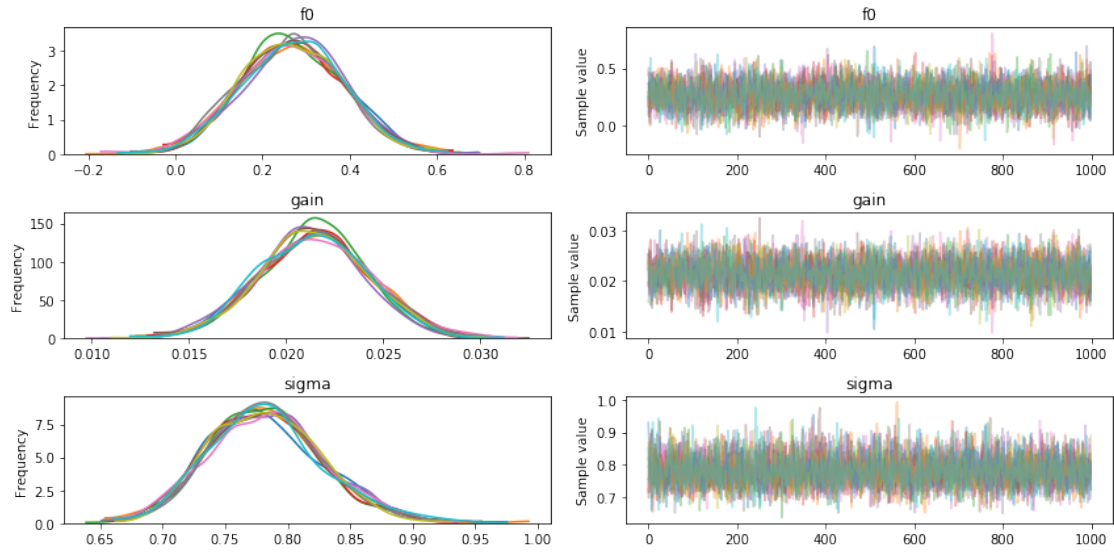 f0
f0
Frequency
3
2
1
0
−0.2 0.0 0.2 0.4 0.6 0.8
Sample value
0.5
0.0
0 200 400 600 800 1000
gain
gain
Frequency
150
100
50
0
0.010 0.015 0.020 0.025 0.030
Sample value
0.03
0.02
0.01
0 200 400 600 800 1000
sigma
sigma
Frequency
7.5
5.0
2.5
0.0
0.65 0.70 0.75 0.80 0.85 0.90 0.95 1.00
Sample value
1.0
0.9
0.8
0.7
0 200 400 600 800 1000